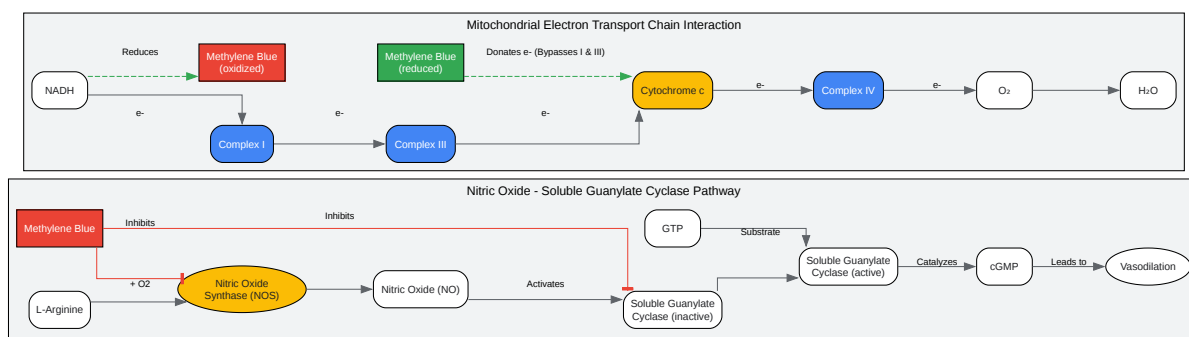 Mitochondrial Electron Transport Chain Interaction
Reduces
Methylene Blue
(oxidized)
Methylene Blue
(reduced)
Donates e- (Bypasses I & III)
NADH
Cytochrome c
e-
Complex IV
e-
O₂
H₂O
e-
e-
e-
Complex I
Complex III
Nitric Oxide - Soluble Guanylate Cyclase Pathway
Methylene Blue
Inhibits
Inhibits
GTP
Substrate
Soluble Guanylate
Cyclase (active)
Catalyzes
cGMP
Leads to
Vasodilation
+ O2
L-Arginine
Nitric Oxide
Synthase (NOS)
Nitric Oxide (NO)
Activates
Soluble Guanylate
Cyclase (inactive)